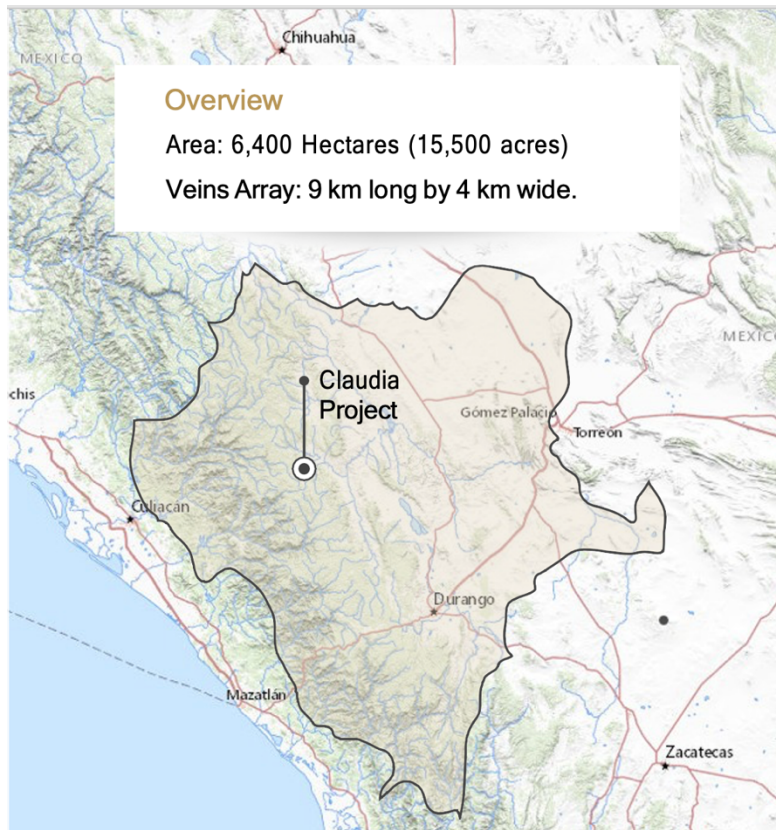 Chihuahua
MEXICO
Overview
Area: 6,400 Hectares (15,500 acres)
Veins Array: 9 km long by 4 km wide.
MEXICO
Claudia
Project
chis
Gómez Palacio
Torreón
Culiacán
Durango
Mazatlán
Zacatecas